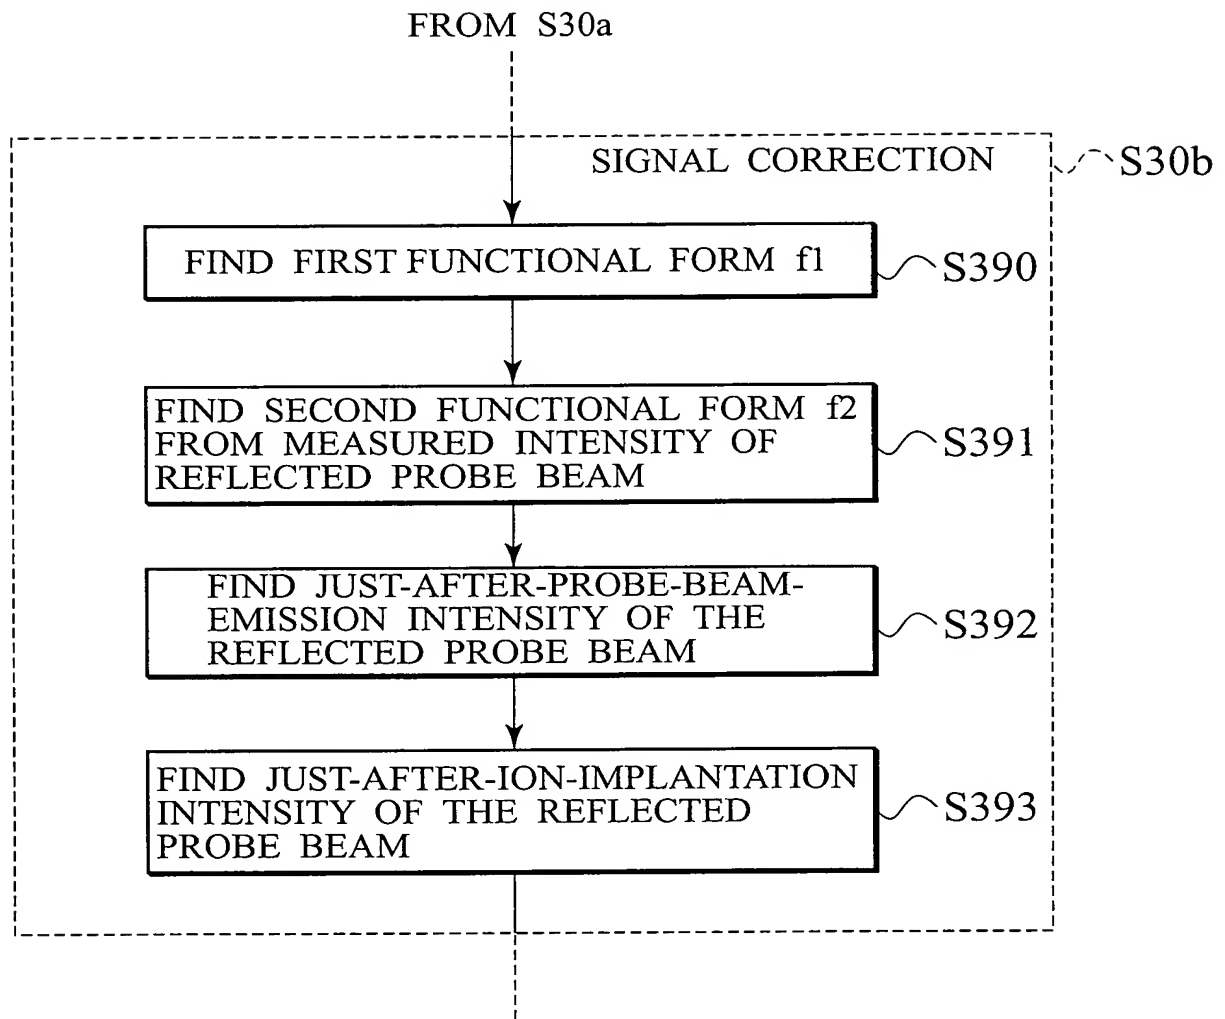 FROM S30a
SIGNAL CORRECTION
S30b
FIND FIRST FUNCTIONAL FORM f1
S390
FIND SECOND FUNCTIONAL FORM f2
FROM MEASURED INTENSITY OF
REFLECTED PROBE BEAM
S391
FIND JUST-AFTER-PROBE-BEAM-
EMISSION INTENSITY OF THE
REFLECTED PROBE BEAM
S392
FIND JUST-AFTER-ION-IMPLANTATION
INTENSITY OF THE REFLECTED
PROBE BEAM
S393